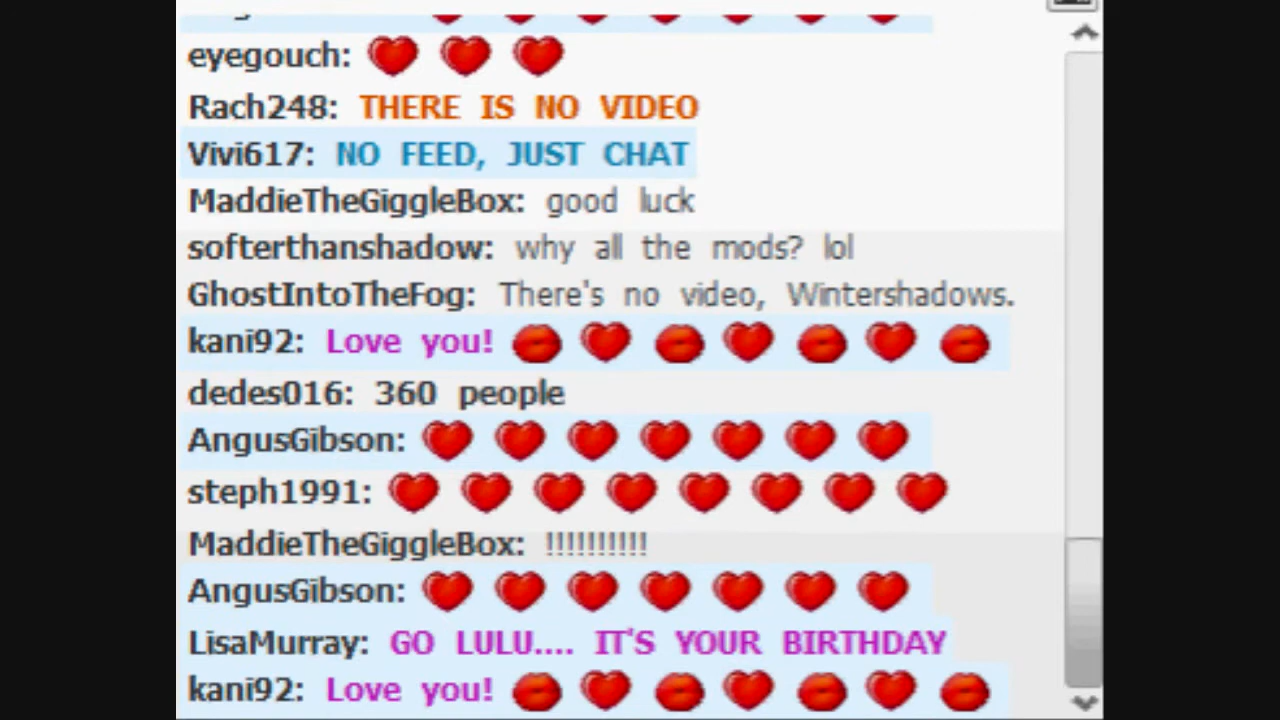 eyegouch:
Rach248: THERE IS NO VIDEO
Vivi617: NO FEED, JUST CHAT
MaddieTheGiggleBox: good luck
softerthanshadow: why all the mods? lol
GhostIntoTheFog: There's no video, Wintershadows.
kani92: Love you!
dedes016: 360 people
AngusGibson:
steph1991:
MaddieTheGiggleBox: !!!!!!!!!!
AngusGibson:
LisaMurray: GO LULU.... IT'S YOUR BIRTHDAY
kani92: Love you!